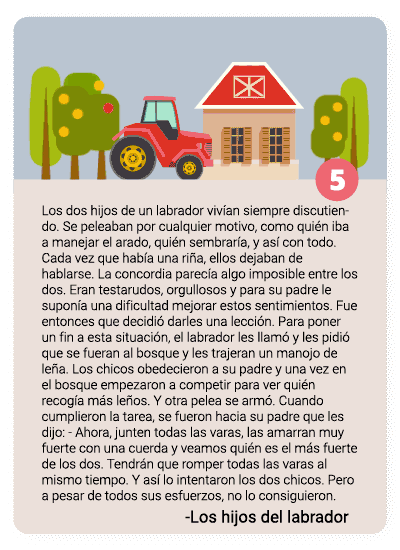 5
Los dos hijos de un labrador vivían siempre discutien-
do. Se peleaban por cualquier motivo, como quién iba
a manejar el arado, quién sembraría, y así con todo.
Cada vez que había una riña, ellos dejaban de
hablarse. La concordia parecía algo imposible entre los
dos. Eran testarudos, orgullosos y para su padre le
suponía una dificultad mejorar estos sentimientos. Fue
entonces que decidió darles una lección. Para poner
un fin a esta situación, el labrador les llamó y les pidió
que se fueran al bosque y les trajeran un manojo de
leña. Los chicos obedecieron a su padre y una vez en
el bosque empezaron a competir para ver quién
recogía más leños. Y otra pelea se armó. Cuando
cumplieron la tarea, se fueron hacia su padre que les
dijo: - Ahora, junten todas las varas, las amarran muy
fuerte con una cuerda y veamos quién es el más fuerte
de los dos. Tendrán que romper todas las varas al
mismo tiempo. Y así lo intentaron los dos chicos. Pero
a pesar de todos sus esfuerzos, no lo consiguieron.
-Los hijos del labrador